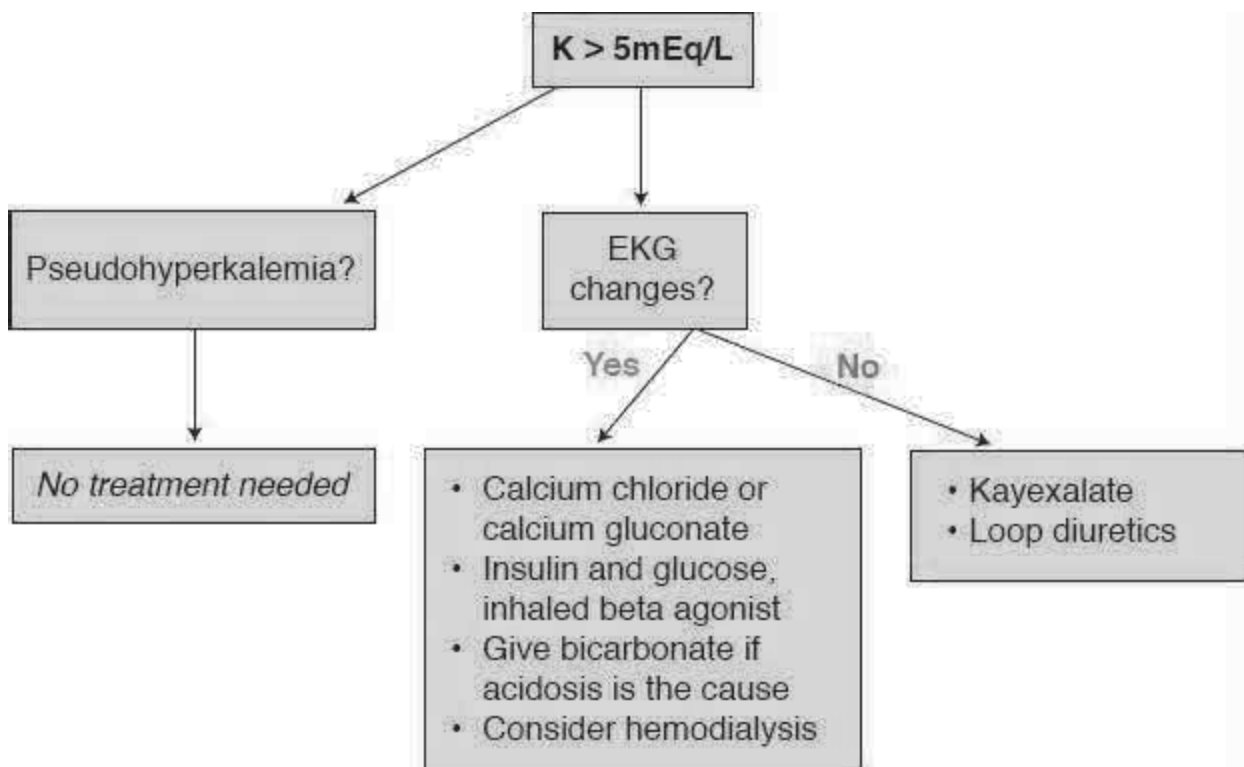 K > 5mEq/L
Pseudohyperkalemia?
EKG
changes?
Yes
No
No treatment needed
• Calcium chloride or
calcium gluconate
• Insulin and glucose,
inhaled beta agonist
• Give bicarbonate if
acidosis is the cause
• Consider hemodialysis
• Kayexalate
• Loop diuretics